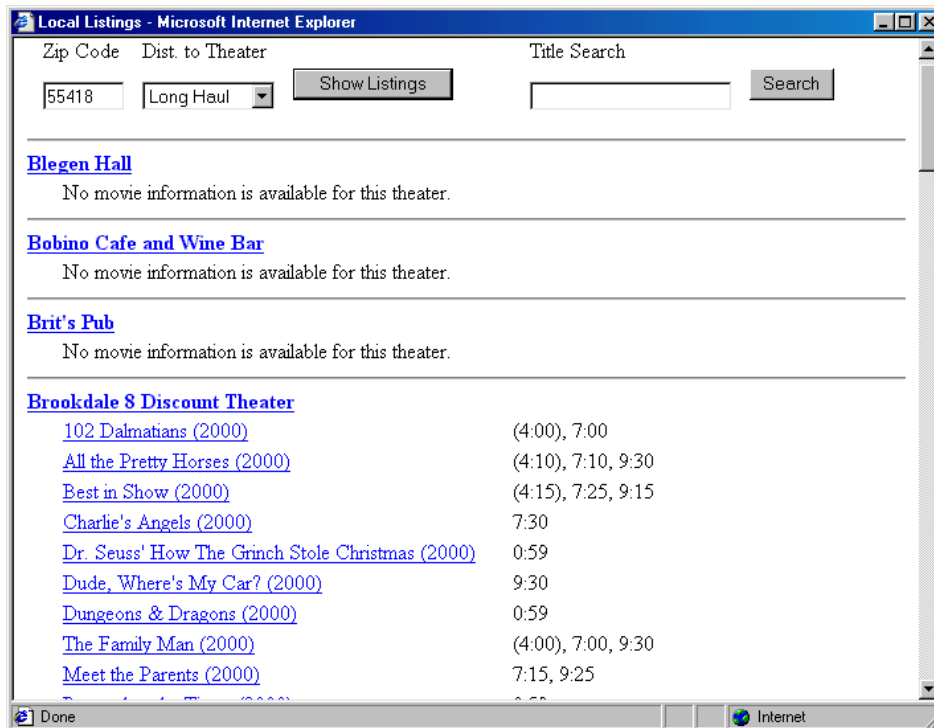 Local Listings - Microsoft Internet Explorer
Zip Code Dist. to Theater Title Search
55418 Long Haul Show Listings Search
Blegen Hall
No movie information is available for this theater.
Bobino Cafe and Wine Bar
No movie information is available for this theater.
Brit's Pub
No movie information is available for this theater.
Brookdale 8 Discount Theater
102 Dalmatians (2000) (4:00), 7:00
All the Pretty Horses (2000) (4:10), 7:10, 9:30
Best in Show (2000) (4:15), 7:25, 9:15
Charlie's Angels (2000) 7:30
Dr. Seuss' How The Grinch Stole Christmas (2000) 0:59
Dude, Where's My Car? (2000) 9:30
Dungeons & Dragons (2000) 0:59
The Family Man (2000) (4:00), 7:00, 9:30
Meet the Parents (2000) 7:15, 9:25
Done Internet